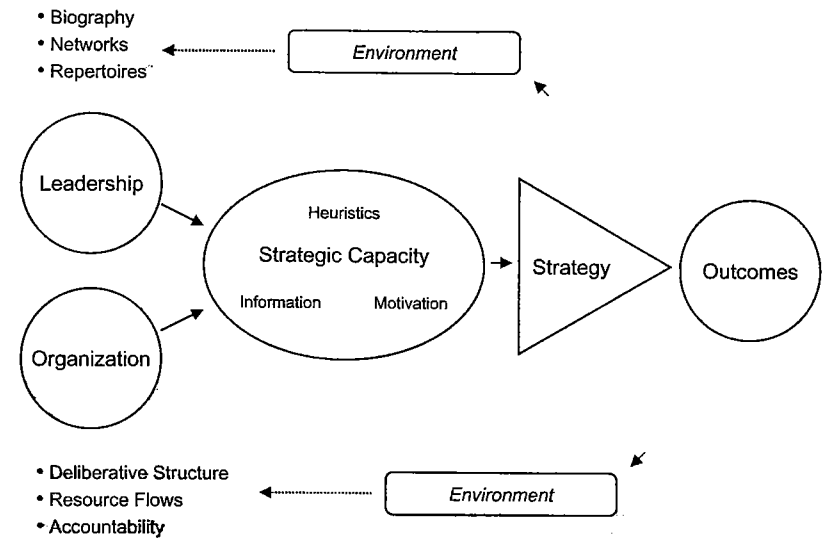 • Biography
• Networks
• Repertoires
Environment
Leadership
Heuristics
Strategic Capacity
Information Motivation
Strategy
Outcomes
Organization
• Deliberative Structure
• Resource Flows
• Accountability
Environment